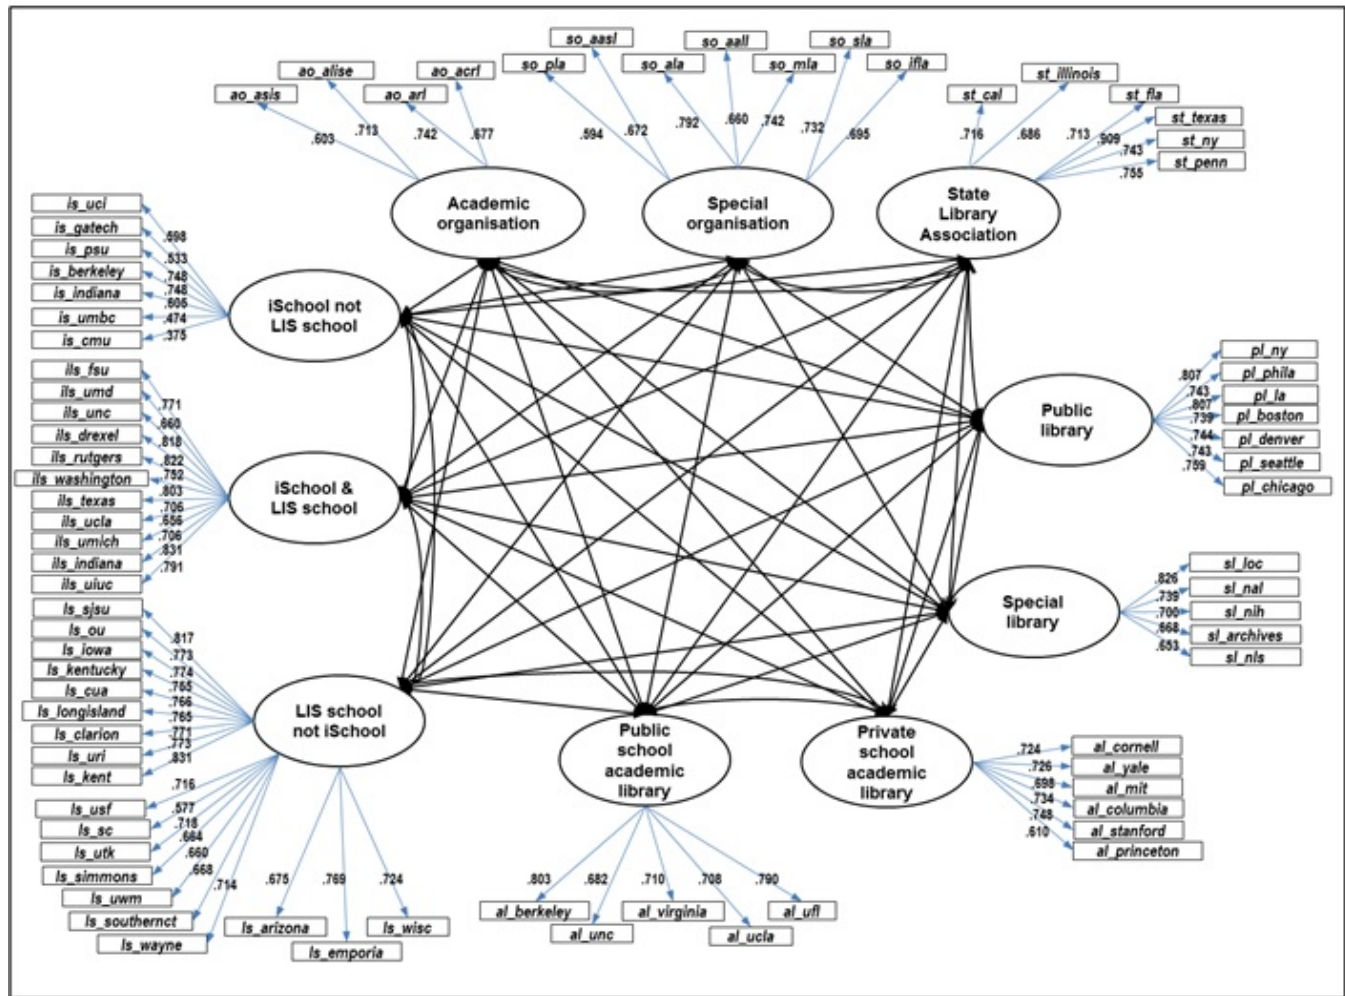 so_aasl
so_aall
so_sla
so_pla
so_ala
so_mla
so_ifla
ao_alise
ao_acrl
ao_asis
ao_arl
st_illinois
st_cal
st_fla
st_texas
st_ny
st_penn
.603
.713
.742
.677
.594
.672
.792
.660
.742
.732
.695
.716
.686
.713
.909
.743
.755
Academic
organisation
Special
organisation
State
Library
Association
is_uci
is_gatech
is_psu
is_berkeley
is_indiana
is_umbc
is_cmu
.598
.533
.748
.748
.605
.474
.375
iSchool not
LIS school
ils_fsu
ils_umd
ils_unc
ils_drexel
ils_rutgers
ils_washington
ils_texas
ils_ucla
ils_umich
ils_indiana
ils_uiuc
.771
.660
.818
.822
.752
.803
.706
.656
.706
.831
.791
iSchool &
LIS school
Public
library
.807
.743
.807
.739
.744
.743
.759
pl_ny
pl_phila
pl_la
pl_boston
pl_denver
pl_seattle
pl_chicago
Special
library
.826
.739
.700
.668
.653
sl_loc
sl_nal
sl_nih
sl_archives
sl_nls
ls_sjsu
ls_ou
ls_iowa
ls_kentucky
ls_cua
ls_longisland
ls_clarion
ls_uri
ls_kent
.817
.773
.774
.765
.766
.765
.771
.773
.831
LIS school
not iSchool
ls_usf
ls_sc
ls_utk
ls_simmons
ls_uwm
ls_southernct
ls_wayne
.716
.577
.718
.664
.660
.668
.714
.675
.769
.724
ls_arizona
ls_emporia
ls_wisc
Public
school
academic
library
.803
.682
.710
.708
.790
al_berkeley
al_unc
al_virginia
al_ucla
al_ufl
Private
school
academic
library
.724
.726
.698
.734
.748
.610
al_cornell
al_yale
al_mit
al_columbia
al_stanford
al_princeton